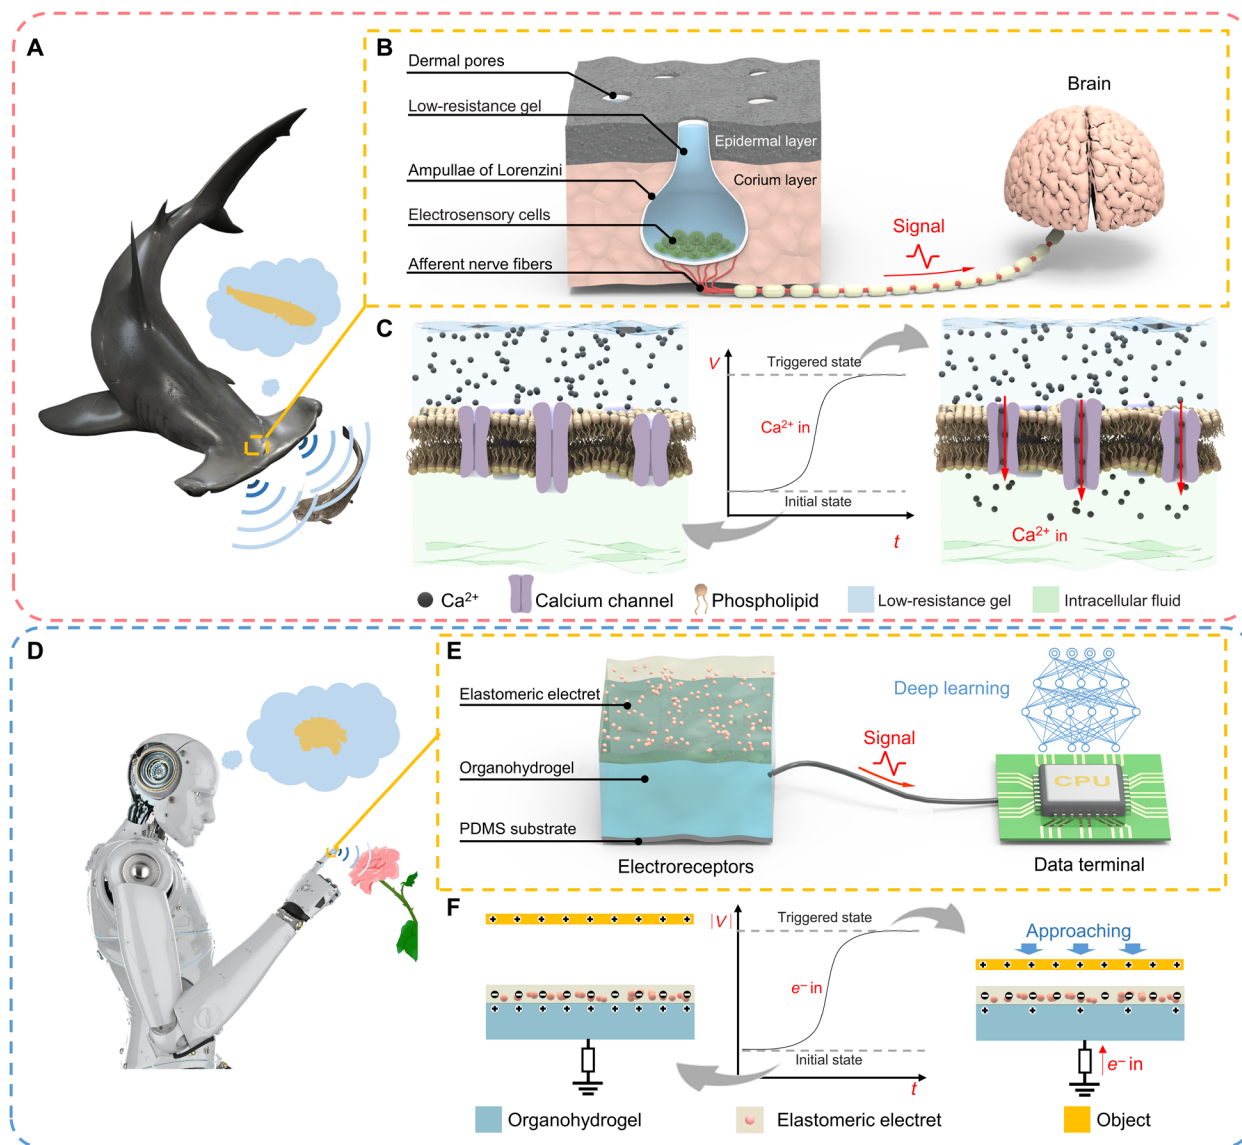 A
B
Dermal pores
Low-resistance gel
Ampullae of Lorenzini
Electrosensory cells
Afferent nerve fibers
Epidermal layer
Corium layer
Signal
Brain
C
V
Triggered state
Ca²⁺ in
Initial state
t
Ca²⁺ in
Ca²⁺
Calcium channel
Phospholipid
Low-resistance gel
Intracellular fluid
D
E
Elastomeric electret
Organohydrogel
PDMS substrate
Electroreceptors
Signal
Deep learning
CPU
Data terminal
F
|V|
Triggered state
e⁻ in
Initial state
t
Approaching
e⁻ in
Organohydrogel
Elastomeric electret
Object